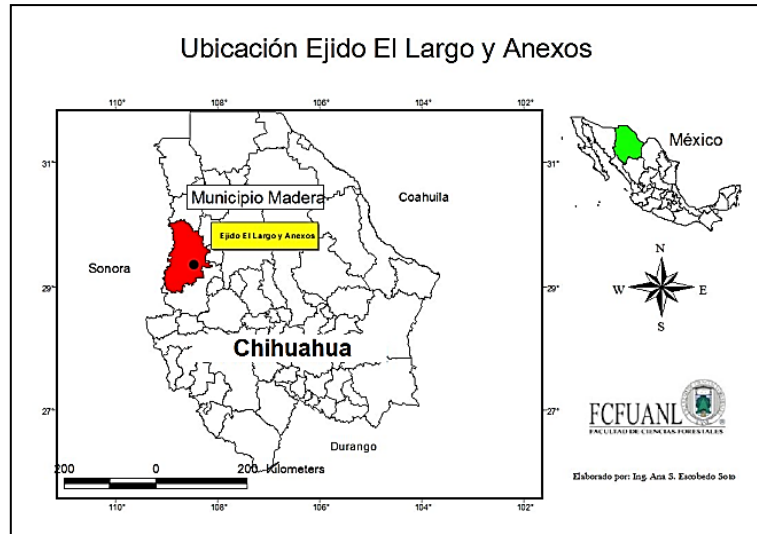 Ubicación Ejido El Largo y Anexos
110°
108°
106°
104°
102°
31°
31°
México
Municipio Madera
Coahuila
Ejido El Largo y Anexos
Sonora
N
W
E
S
29°
29°
Chihuahua
27°
27°
FCFUANL
FACULTAD DE CIENCIAS FORESTALES
Durango
200
0
200 Kilometers
Elaborado por: Ing. Ana S. Escobedo Soto
110°
108°
106°
104°
102°